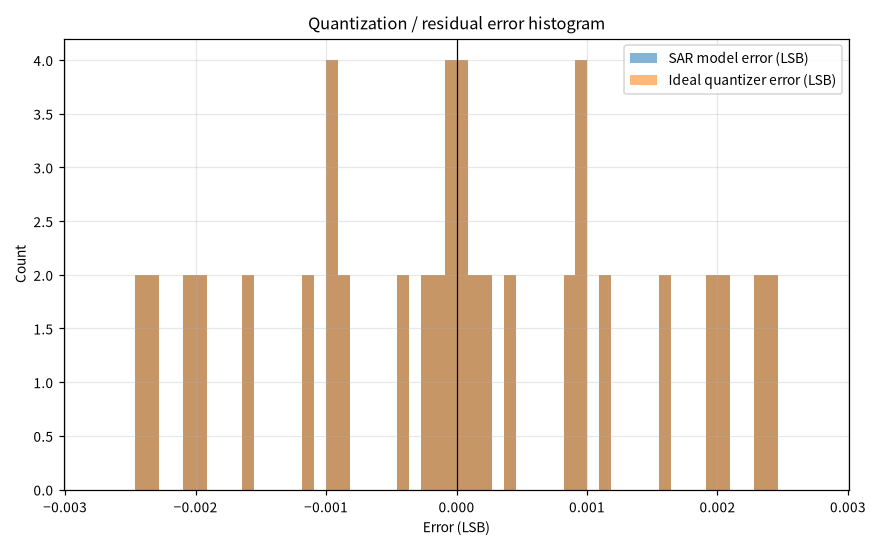 Quantization / residual error histogram
SAR model error (LSB)
Ideal quantizer error (LSB)
Count
4.0
3.5
3.0
2.5
2.0
1.5
1.0
0.5
0.0
−0.003 −0.002 −0.001 0.000 0.001 0.002 0.003
Error (LSB)